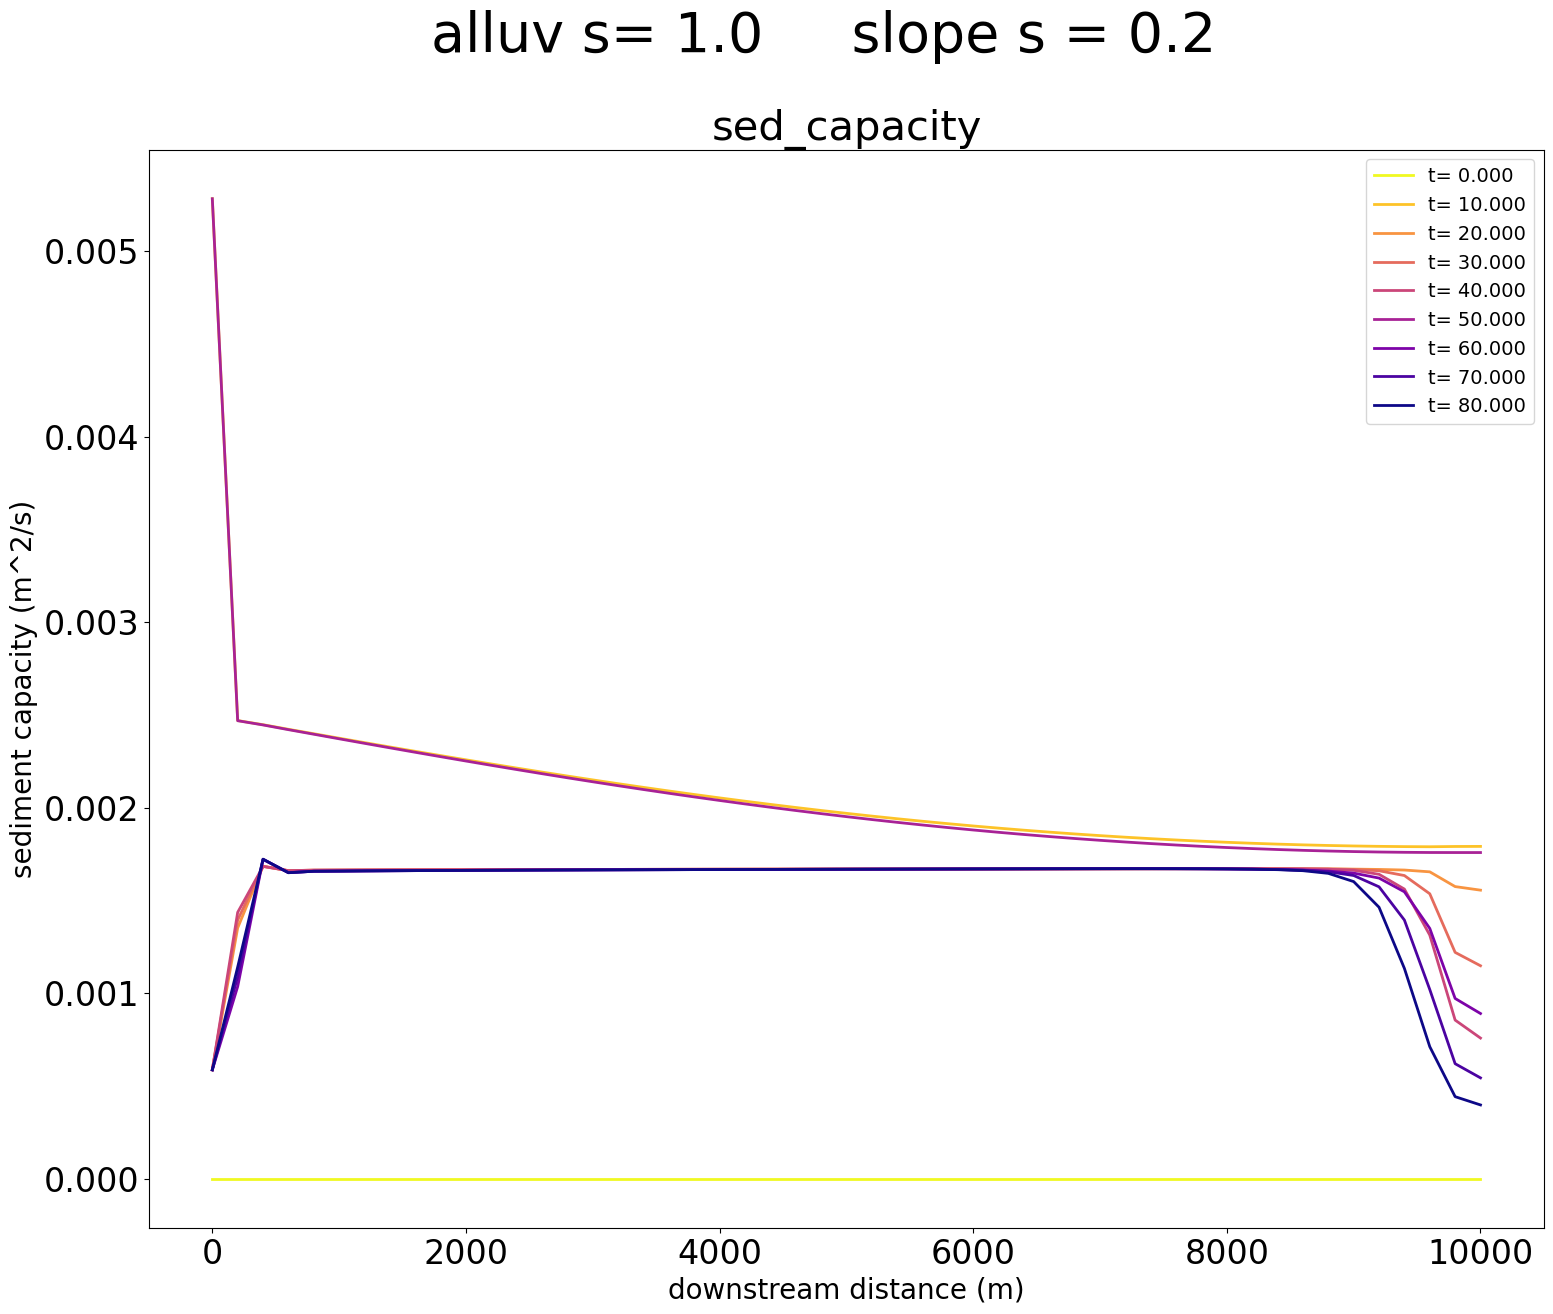 alluv s= 1.0     slope s = 0.2
sed_capacity
sediment capacity (m^2/s)
0.005
0.004
0.003
0.002
0.001
0.000
t= 0.000
t= 10.000
t= 20.000
t= 30.000
t= 40.000
t= 50.000
t= 60.000
t= 70.000
t= 80.000
0
2000
4000
6000
8000
10000
downstream distance (m)